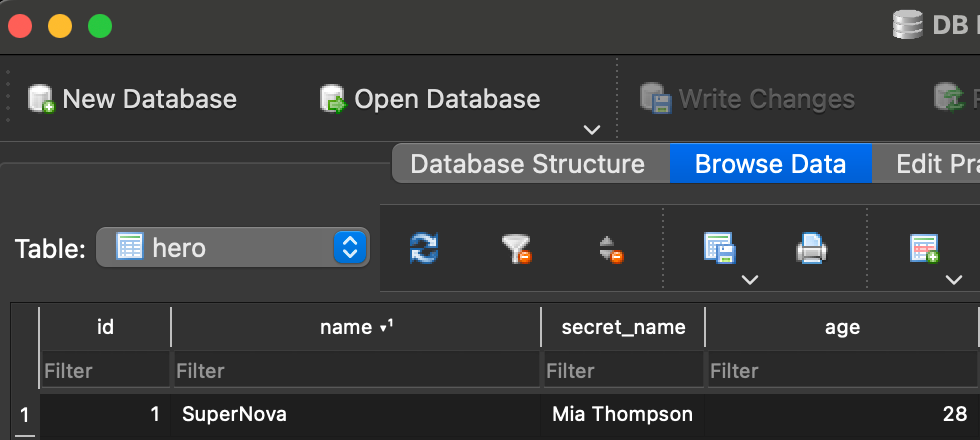 DB
New Database Open Database Write Changes
Database Structure Browse Data Edit
Table: hero
id name 1 secret_name age
Filter Filter Filter Filter
1 1 SuperNova Mia Thompson 28